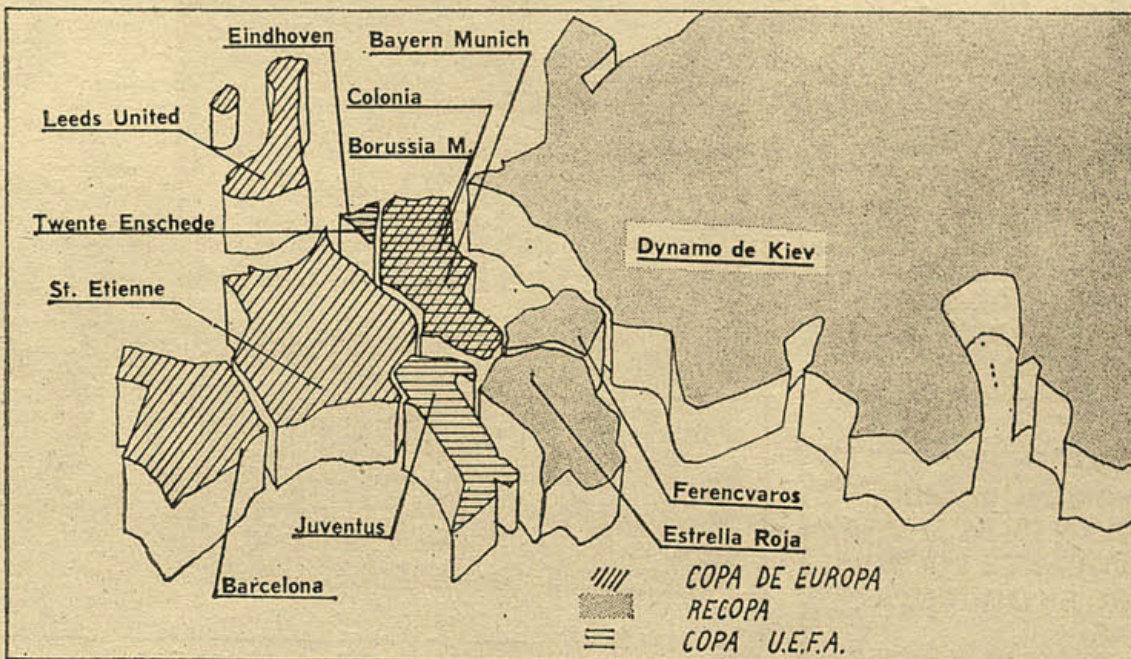 Eindhoven
Bayern Munich
Colonia
Leeds United
Borussia M.
Twente Enschede
Dynamo de Kiev
St. Etienne
Ferencvaros
Juventus
Estrella Roja
Barcelona
COPA DE EUROPA
RECOPA
COPA U.E.F.A.